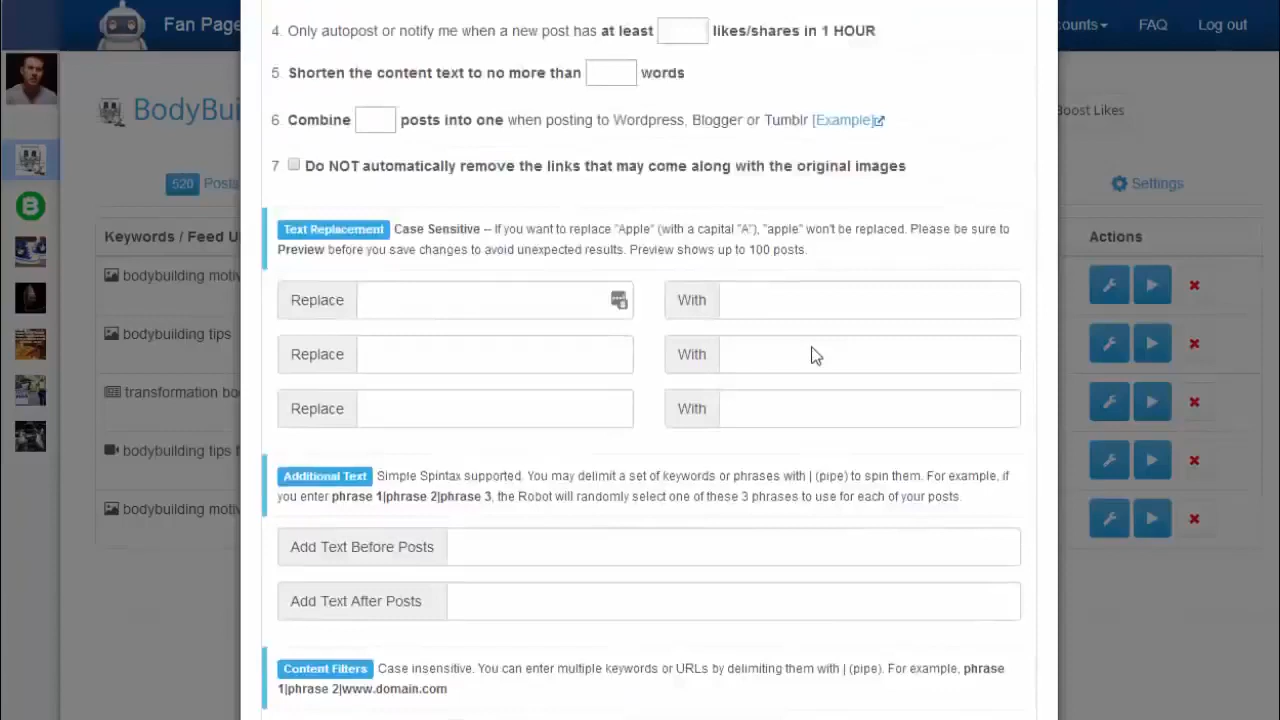 Fan Pag
counts
FAQ
Log out
4. Only autopost or notify me when a new post has at least likes/shares in 1 HOUR
5. Shorten the content text to no more than words
BodyBui
Boost Likes
6. Combine posts into one when posting to Wordpress, Blogger or Tumblr [Example]
7 Do NOT automatically remove the links that may come along with the original images
520 Posts
Settings
Keywords / Feed U
Actions
Text Replacement Case Sensitive -- If you want to replace "Apple" (with a capital "A"), "apple" won't be replaced. Please be sure to
Preview before you save changes to avoid unexpected results. Preview shows up to 100 posts.
bodybuilding motiv
Replace With
bodybuilding tips
Replace With
transformation bo
Replace With
bodybuilding tips f
Additional Text Simple Spintax supported. You may delimit a set of keywords or phrases with | (pipe) to spin them. For example, if
you enter phrase 1|phrase 2|phrase 3, the Robot will randomly select one of these 3 phrases to use for each of your posts.
bodybuilding motiv
Add Text Before Posts
Add Text After Posts
Content Filters Case insensitive. You can enter multiple keywords or URLs by delimiting them with | (pipe). For example, phrase
1|phrase 2|www.domain.com